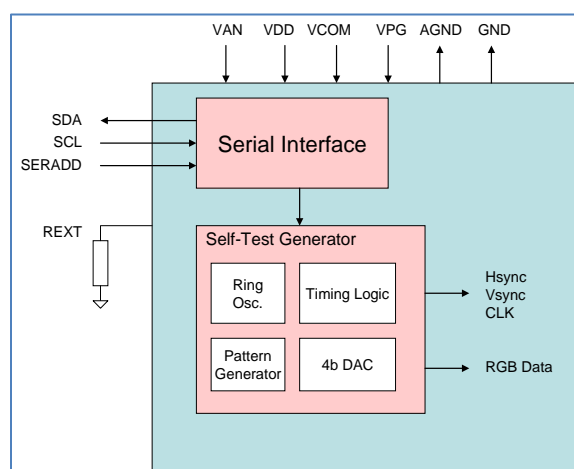 VAN VDD VCOM VPG AGND GND
SDA
SCL
SERADD
Serial Interface
REXT
Self-Test Generator
Ring
Osc.
Timing Logic
Pattern
Generator
4b DAC
Hsync
Vsync
CLK
RGB Data